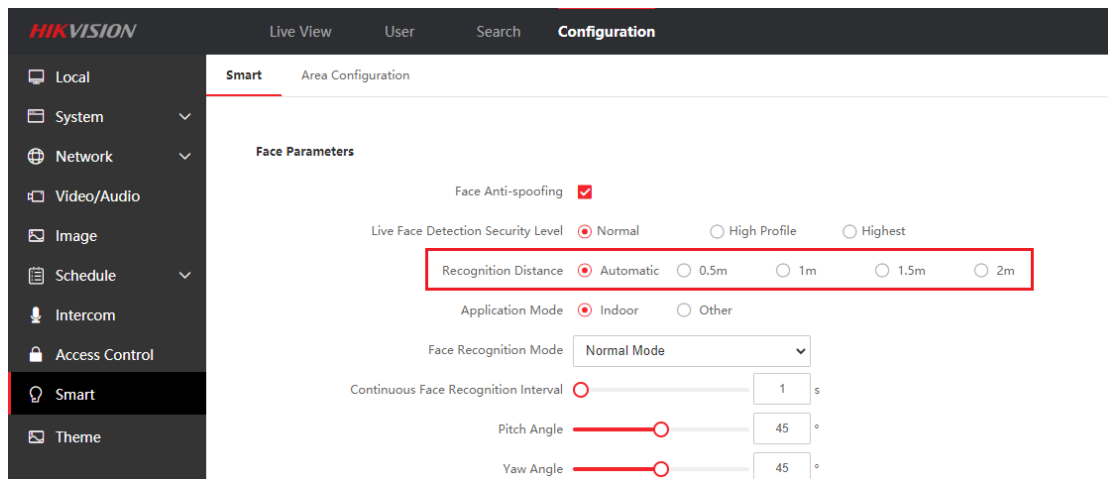 HIKVISION Live View User Search Configuration
Local
System
Network
Video/Audio
Image
Schedule
Intercom
Access Control
Smart
Theme
Smart Area Configuration
Face Parameters
Face Anti-spoofing
Live Face Detection Security Level Normal High Profile Highest
Recognition Distance Automatic 0.5m 1m 1.5m 2m
Application Mode Indoor Other
Face Recognition Mode Normal Mode
Continuous Face Recognition Interval 1 s
Pitch Angle 45 °
Yaw Angle 45 °